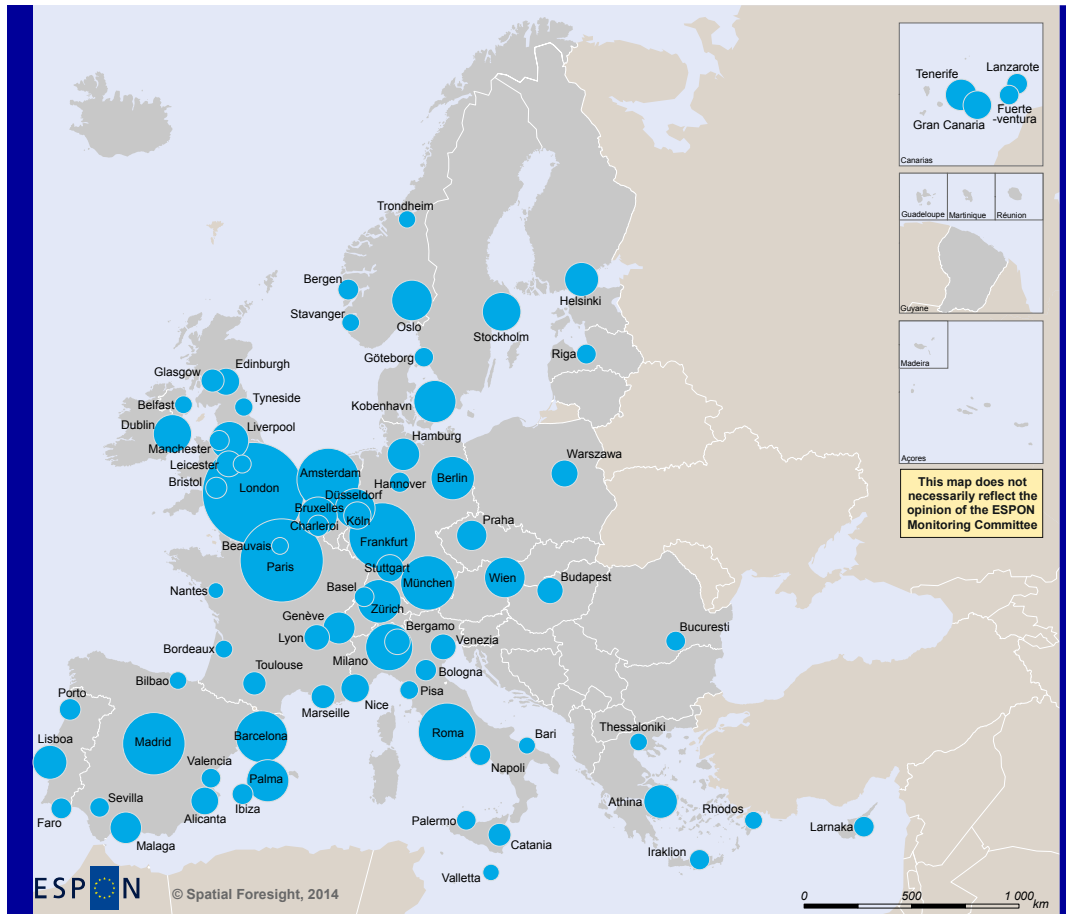 Tenerife
Lanzarote
Fuerte
-ventura
Gran Canaria
Canarias
Guadeloupe
Martinique
Réunion
Guyane
Madeira
Açores
This map does not
necessarily reflect the
opinion of the ESPON
Monitoring Committee
Trondheim
Bergen
Stavanger
Oslo
Helsinki
Stockholm
Göteborg
Riga
Glasgow
Edinburgh
Belfast
Tyneside
Kobenhavn
Dublin
Liverpool
Manchester
Hamburg
Leicester
Warszawa
Bristol
London
Amsterdam
Hannover
Berlin
Düsseldorf
Bruxelles
Köln
Charleroi
Praha
Beauvais
Frankfurt
Paris
Stuttgart
Nantes
Basel
München
Wien
Budapest
Zürich
Genève
Lyon
Bergamo
Venezia
Bucuresti
Bordeaux
Milano
Bologna
Toulouse
Bilbao
Pisa
Porto
Marseille
Nice
Lisboa
Madrid
Barcelona
Roma
Bari
Thessaloniki
Valencia
Palma
Napoli
Sevilla
Ibiza
Alicanta
Athina
Rhodos
Faro
Malaga
Palermo
Catania
Larnaka
Iraklion
Valletta
ESPON
© Spatial Foresight, 2014
0 500 1 000
km